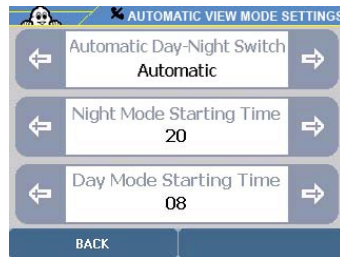 AUTOMATIC VIEW MODE SETTINGS
Automatic Day-Night Switch
Automatic
Night Mode Starting Time
20
Day Mode Starting Time
08
BACK